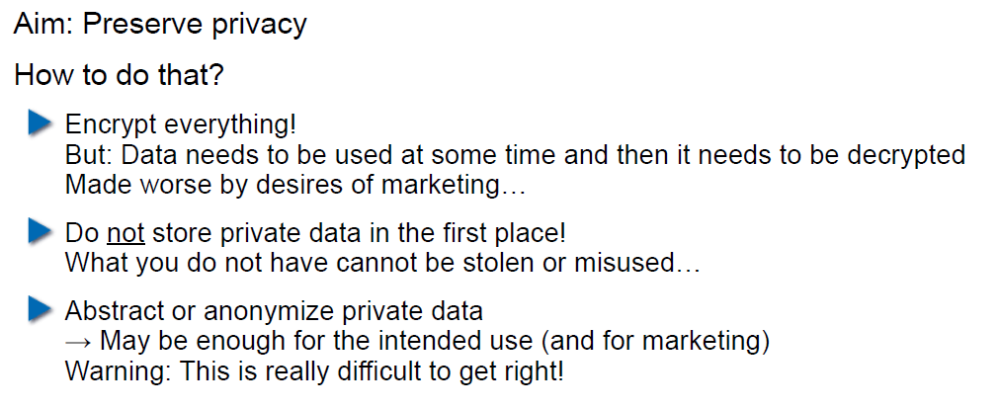 Aim: Preserve privacy
How to do that?
Encrypt everything!
But: Data needs to be used at some time and then it needs to be decrypted
Made worse by desires of marketing…
Do not store private data in the first place!
What you do not have cannot be stolen or misused…
Abstract or anonymize private data
→ May be enough for the intended use (and for marketing)
Warning: This is really difficult to get right!